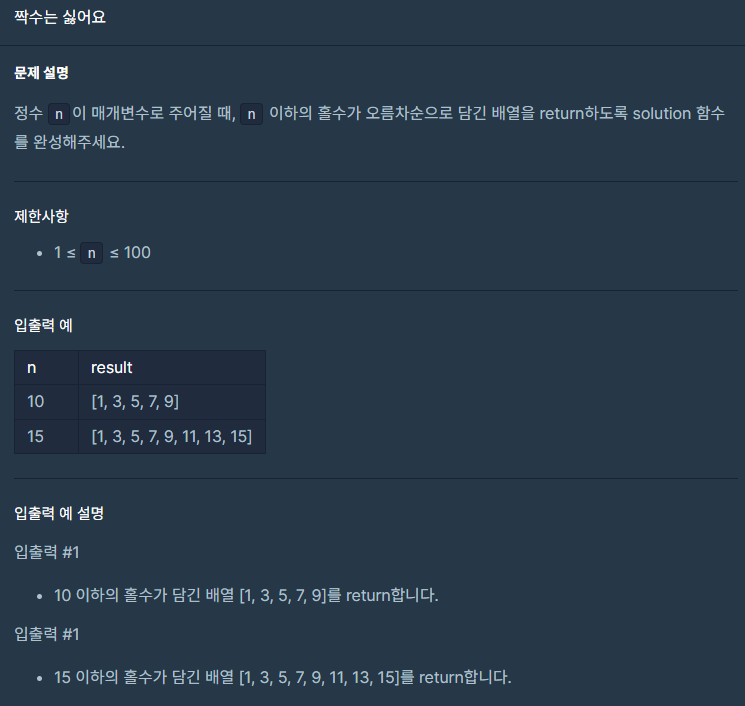 짝수는 싫어요
문제 설명
정수 n 이 매개변수로 주어질 때, n 이하의 홀수가 오름차순으로 담긴 배열을 return하도록 solution 함수
를 완성해주세요.
제한사항
• 1 ≤ n ≤ 100
입출력 예
n result
10 [1, 3, 5, 7, 9]
15 [1, 3, 5, 7, 9, 11, 13, 15]
입출력 예 설명
입출력 #1
• 10 이하의 홀수가 담긴 배열 [1, 3, 5, 7, 9]를 return합니다.
입출력 #1
• 15 이하의 홀수가 담긴 배열 [1, 3, 5, 7, 9, 11, 13, 15]를 return합니다.